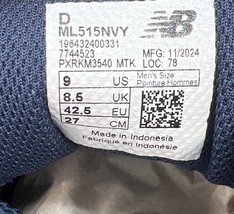 D
ML515NVY
196432400331
7744523 MFG: 11/2024
PXRKM3540 MTK LOC: 78
9 US Men's Size
Pointure Hommes
8.5 UK
42.5 EU
27 CM
Made in Indonesia
Fabriqué en Indonésie